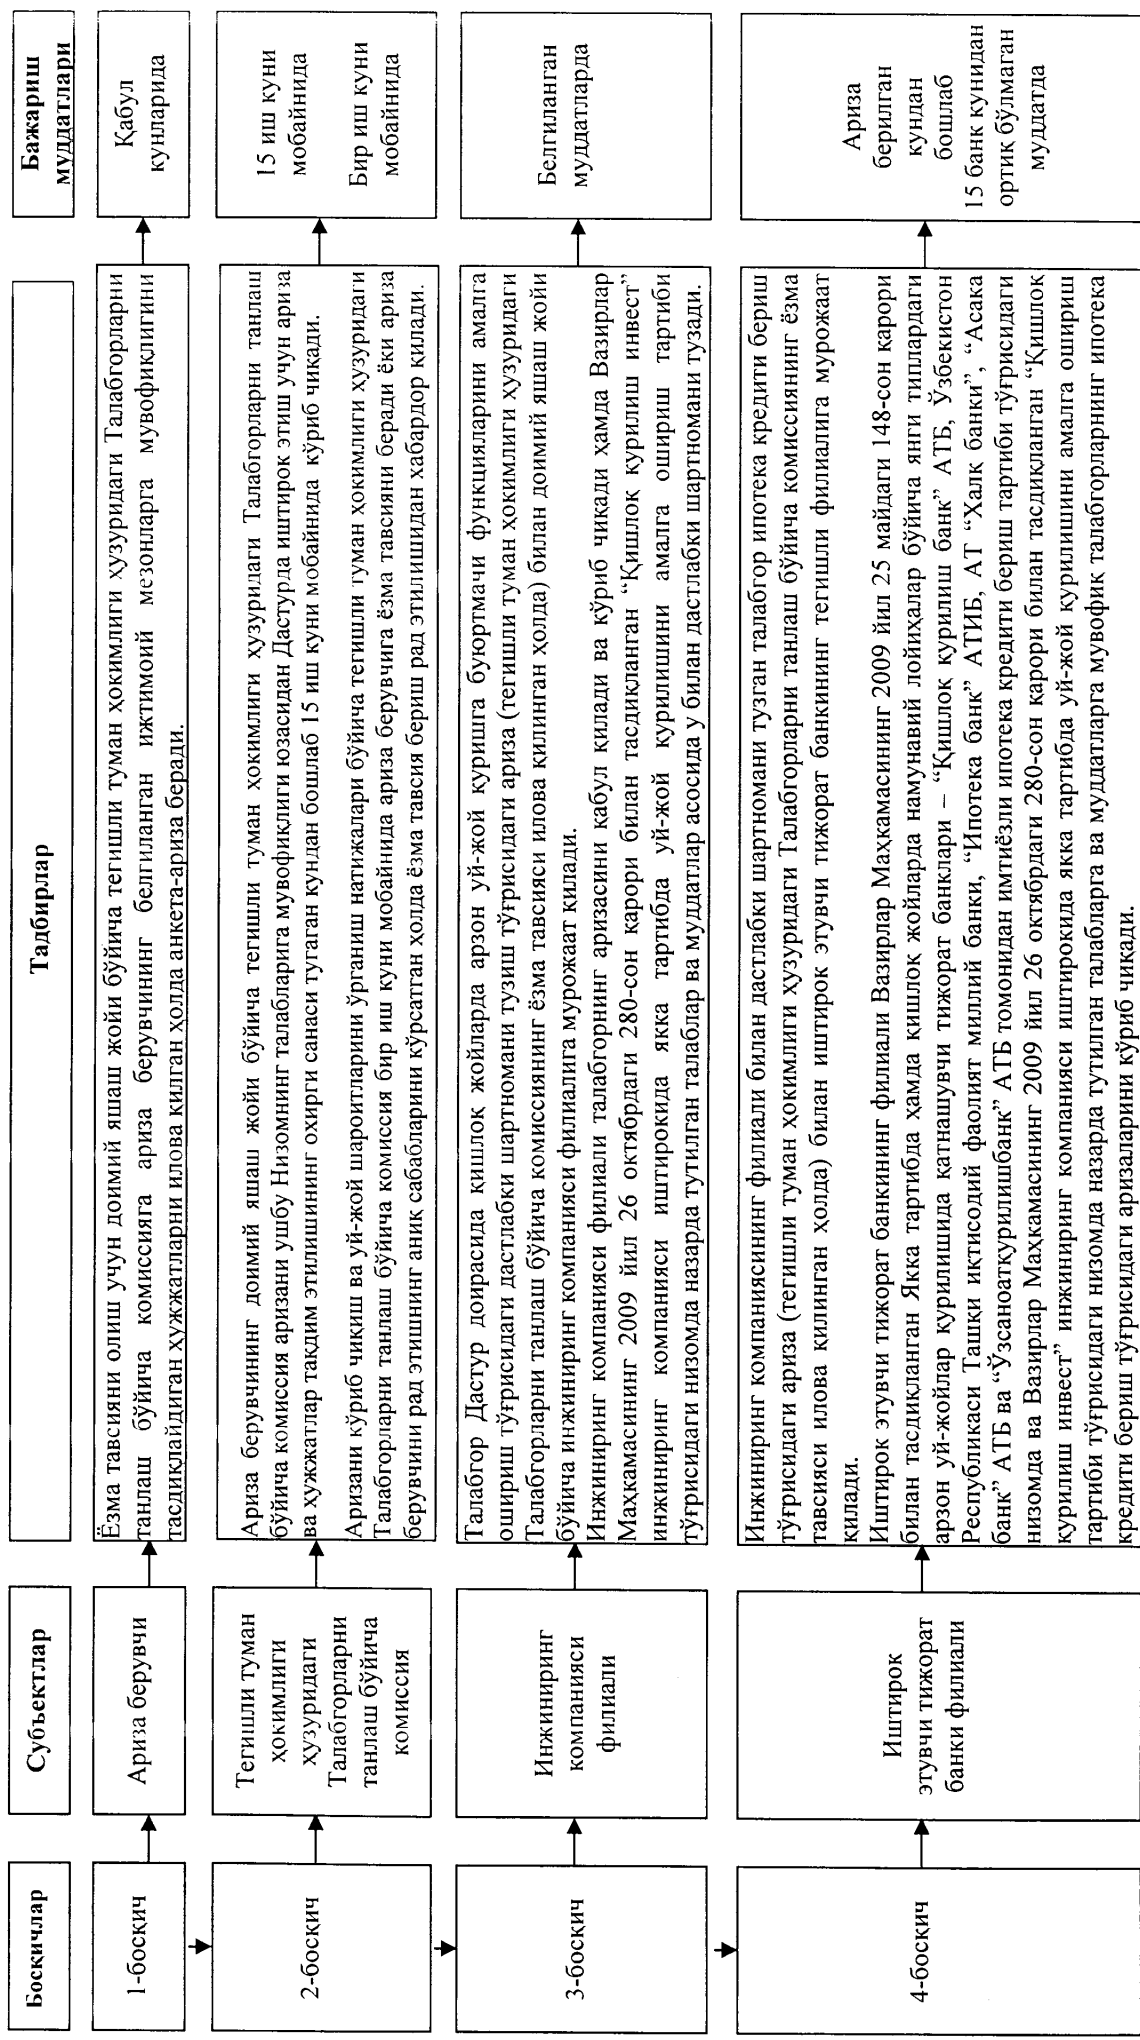 Босқичлар
Субъектлар
Тадбирлар
Бажариш
муддатлари
1-босқич
Ариза берувчи
Ёзма тавсияни олиш учун доимий яшаш жойи бўйича тегишли туман ҳокимлиги ҳузуридаги Талабгорларни
танлаш бўйича комиссияга ариза берувчининг белгиланган ижтимоий мезонларга мувофиқлигини
тасдиқлайдиган ҳужжатларни илова қилган ҳолда анкета-ариза беради.
Қабул
кунларида
2-босқич
Тегишли туман
ҳокимлиги
ҳузуридаги
Талабгорларни
танлаш бўйича
комиссия
Ариза берувчининг доимий яшаш жойи бўйича тегишли туман ҳокимлиги ҳузуридаги Талабгорларни танлаш
бўйича комиссия аризани ушбу Низомнинг талабларига мувофиқлиги юзасидан Дастурда иштирок этиш учун ариза
ва ҳужжатлар тақдим этилишининг охирги санаси тугаган кундан бошлаб 15 иш куни мобайнида кўриб чиқади.
Аризани кўриб чиқиш ва уй-жой шароитларини ўрганиш натижалари бўйича тегишли туман ҳокимлиги ҳузуридаги
Талабгорларни танлаш бўйича комиссия бир иш куни мобайнида ариза берувчига ёзма тавсияни беради ёки ариза
берувчини рад этишнинг аниқ сабабларини кўрсатган ҳолда ёзма тавсия бериш рад этилишидан хабардор қилади.
15 иш куни
мобайнида
Бир иш куни
мобайнида
3-босқич
Инжиниринг
компанияси
филиали
Талабгор Дастур доирасида қишлоқ жойларда арзон уй-жой қуришга буюртмачи функцияларини амалга
ошириш тўғрисидаги дастлабки шартномани тузиш тўғрисидаги ариза (тегишли туман ҳокимлиги ҳузуридаги
Талабгорларни танлаш бўйича комиссиянинг ёзма тавсияси илова қилинган ҳолда) билан доимий яшаш жойи
бўйича инжиниринг компанияси филиалига мурожаат қилади.
Инжиниринг компанияси филиали талабгорнинг аризасини қабул қилади ва кўриб чиқади ҳамда Вазирлар
Маҳкамасининг 2009 йил 26 октябрдаги 280-сон қарори билан тасдиқланган “Қишлоқ қурилиш инвест”
инжиниринг компанияси иштирокида якка тартибда уй-жой қурилишини амалга ошириш тартиби
тўғрисидаги низомда назарда тутилган талаблар ва муддатлар асосида у билан дастлабки шартномани тузади.
Белгиланган
муддатларда
4-босқич
Иштирок
этувчи тижорат
банки филиали
Инжиниринг компаниясининг филиали билан дастлабки шартномани тузган талабгор ипотека кредити бериш
тўғрисидаги ариза (тегишли туман ҳокимлиги ҳузуридаги Талабгорларни танлаш бўйича комиссиянинг ёзма
тавсияси илова қилинган ҳолда) билан иштирок этувчи тижорат банкининг тегишли филиалига мурожаат
қилади.
Иштирок этувчи тижорат банкининг филиали Вазирлар Маҳкамасининг 2009 йил 25 майдаги 148-сон қарори
билан тасдиқланган Якка тартибда ҳамда қишлоқ жойларда намунавий лойиҳалар бўйича янги типлардаги
арзон уй-жойлар қурилишида қатнашувчи тижорат банклари – “Қишлоқ қурилиш банк” АТБ, Ўзбекистон
Республикаси Ташқи иқтисодий фаолият миллий банки, “Ипотека банк” АТИБ, АТ “Халқ банки”, “Асака
банк” АТБ ва “Ўзсаноатқурилишбанк” АТБ томонидан имтиёзли ипотека кредити бериш тартиби тўғрисидаги
низомда ва Вазирлар Маҳкамасининг 2009 йил 26 октябрдаги 280-сон қарори билан тасдиқланган “Қишлоқ
қурилиш инвест” инжиниринг компанияси иштирокида якка тартибда уй-жой қурилишини амалга ошириш
тартиби тўғрисидаги низомда назарда тутилган талабларга ва муддатларга мувофиқ талабгорларнинг ипотека
кредити бериш тўғрисидаги аризаларини кўриб чиқади.
Ариза
берилган
кундан
бошлаб
15 банк кунидан
ортиқ бўлмаган
муддатда